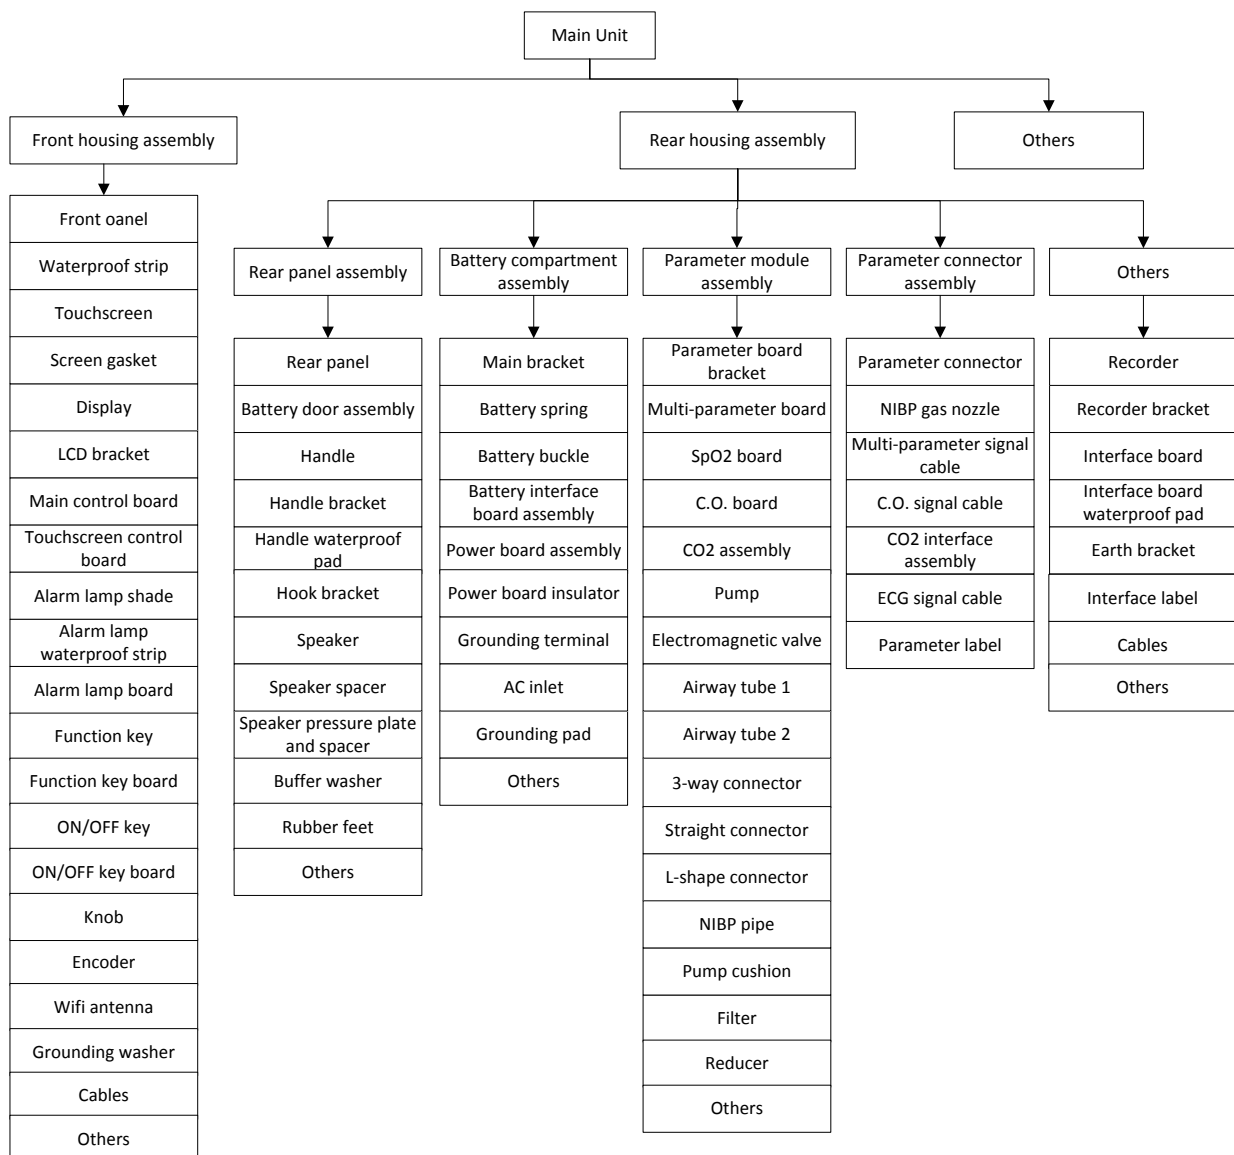 Main Unit
Front housing assembly
Rear housing assembly
Others
Front oanel
Waterproof strip
Touchscreen
Screen gasket
Display
LCD bracket
Main control board
Touchscreen control
board
Alarm lamp shade
Alarm lamp
waterproof strip
Alarm lamp board
Function key
Function key board
ON/OFF key
ON/OFF key board
Knob
Encoder
Wifi antenna
Grounding washer
Cables
Others
Rear panel assembly
Rear panel
Battery door assembly
Handle
Handle bracket
Handle waterproof
pad
Hook bracket
Speaker
Speaker spacer
Speaker pressure plate
and spacer
Buffer washer
Rubber feet
Others
Battery compartment
assembly
Main bracket
Battery spring
Battery buckle
Battery interface
board assembly
Power board assembly
Power board insulator
Grounding terminal
AC inlet
Grounding pad
Others
Parameter module
assembly
Parameter board
bracket
Multi-parameter board
SpO2 board
C.O. board
CO2 assembly
Pump
Electromagnetic valve
Airway tube 1
Airway tube 2
3-way connector
Straight connector
L-shape connector
NIBP pipe
Pump cushion
Filter
Reducer
Others
Parameter connector
assembly
Parameter connector
NIBP gas nozzle
Multi-parameter signal
cable
C.O. signal cable
CO2 interface
assembly
ECG signal cable
Parameter label
Others
Recorder
Recorder bracket
Interface board
Interface board
waterproof pad
Earth bracket
Interface label
Cables
Others